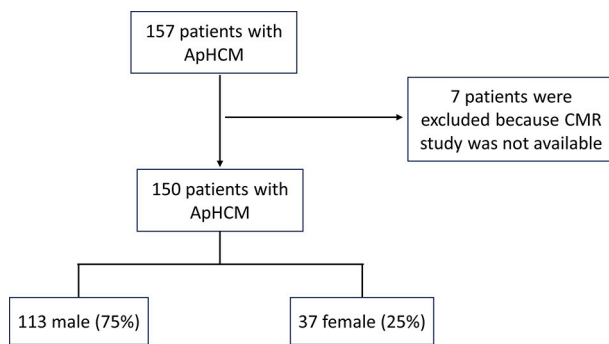 157 patients with
ApHCM
7 patients were
excluded because CMR
study was not available
150 patients with
ApHCM
113 male (75%)
37 female (25%)